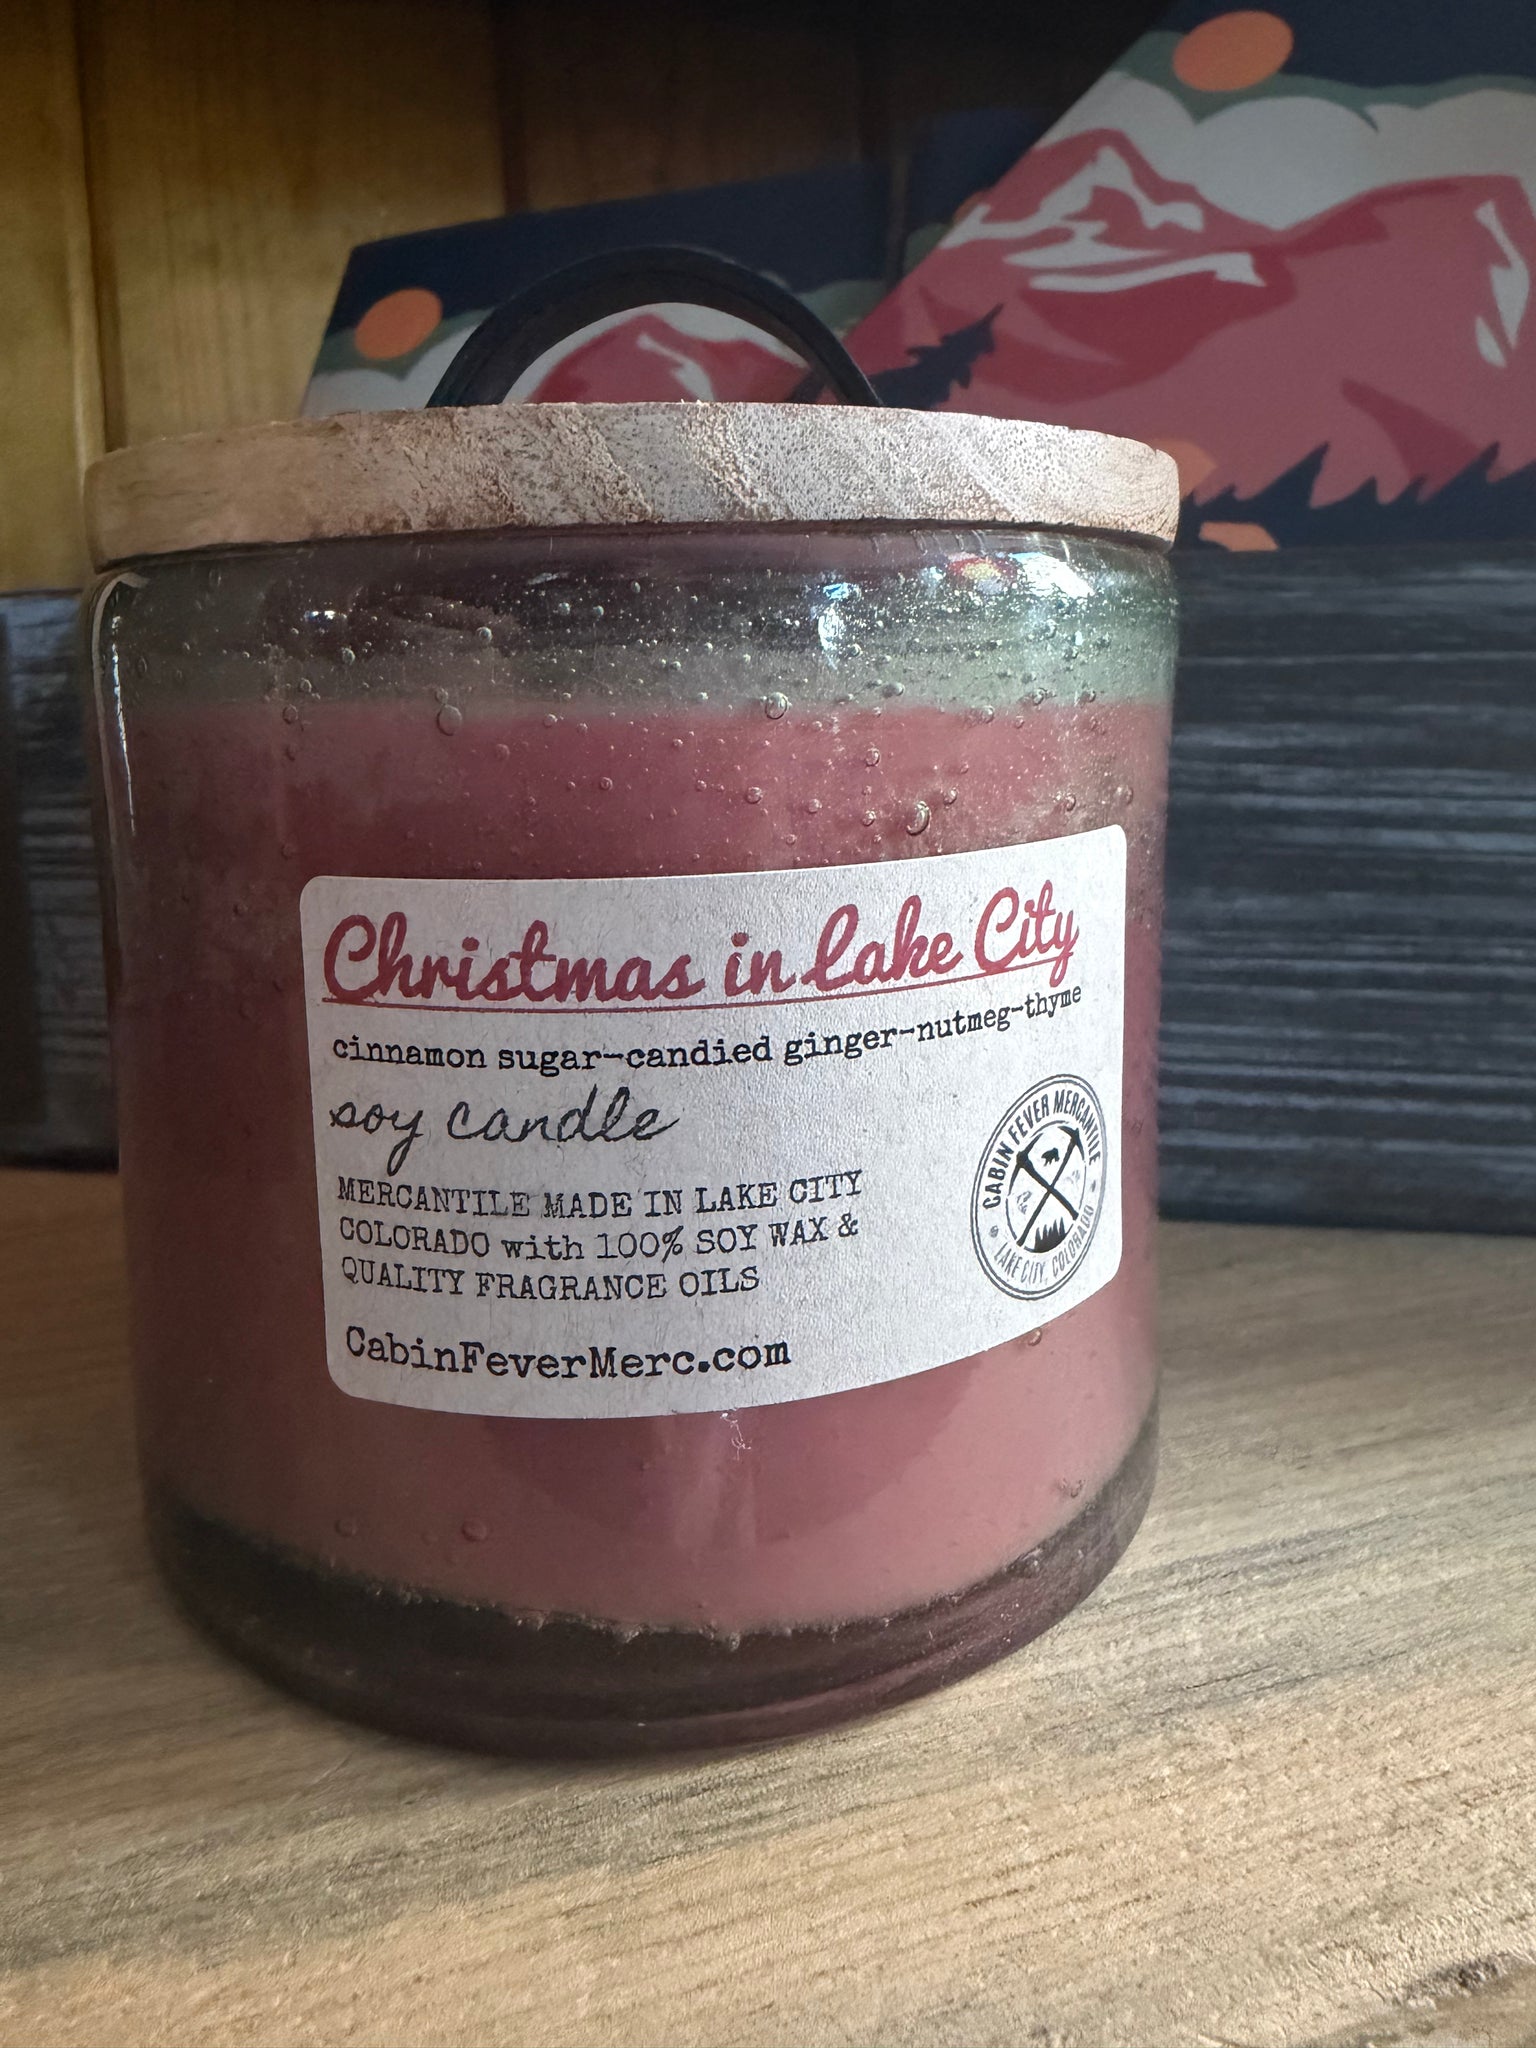 Christmas in Lake City
cinnamon sugar-candied ginger-nutmeg-thyme
soy candle
MERCANTILE MADE IN LAKE CITY
COLORADO with 100% SOY WAX &
QUALITY FRAGRANCE OILS
CabinFeverMerc.com
CABIN FEVER MERCANTILE
LAKE CITY, COLORADO